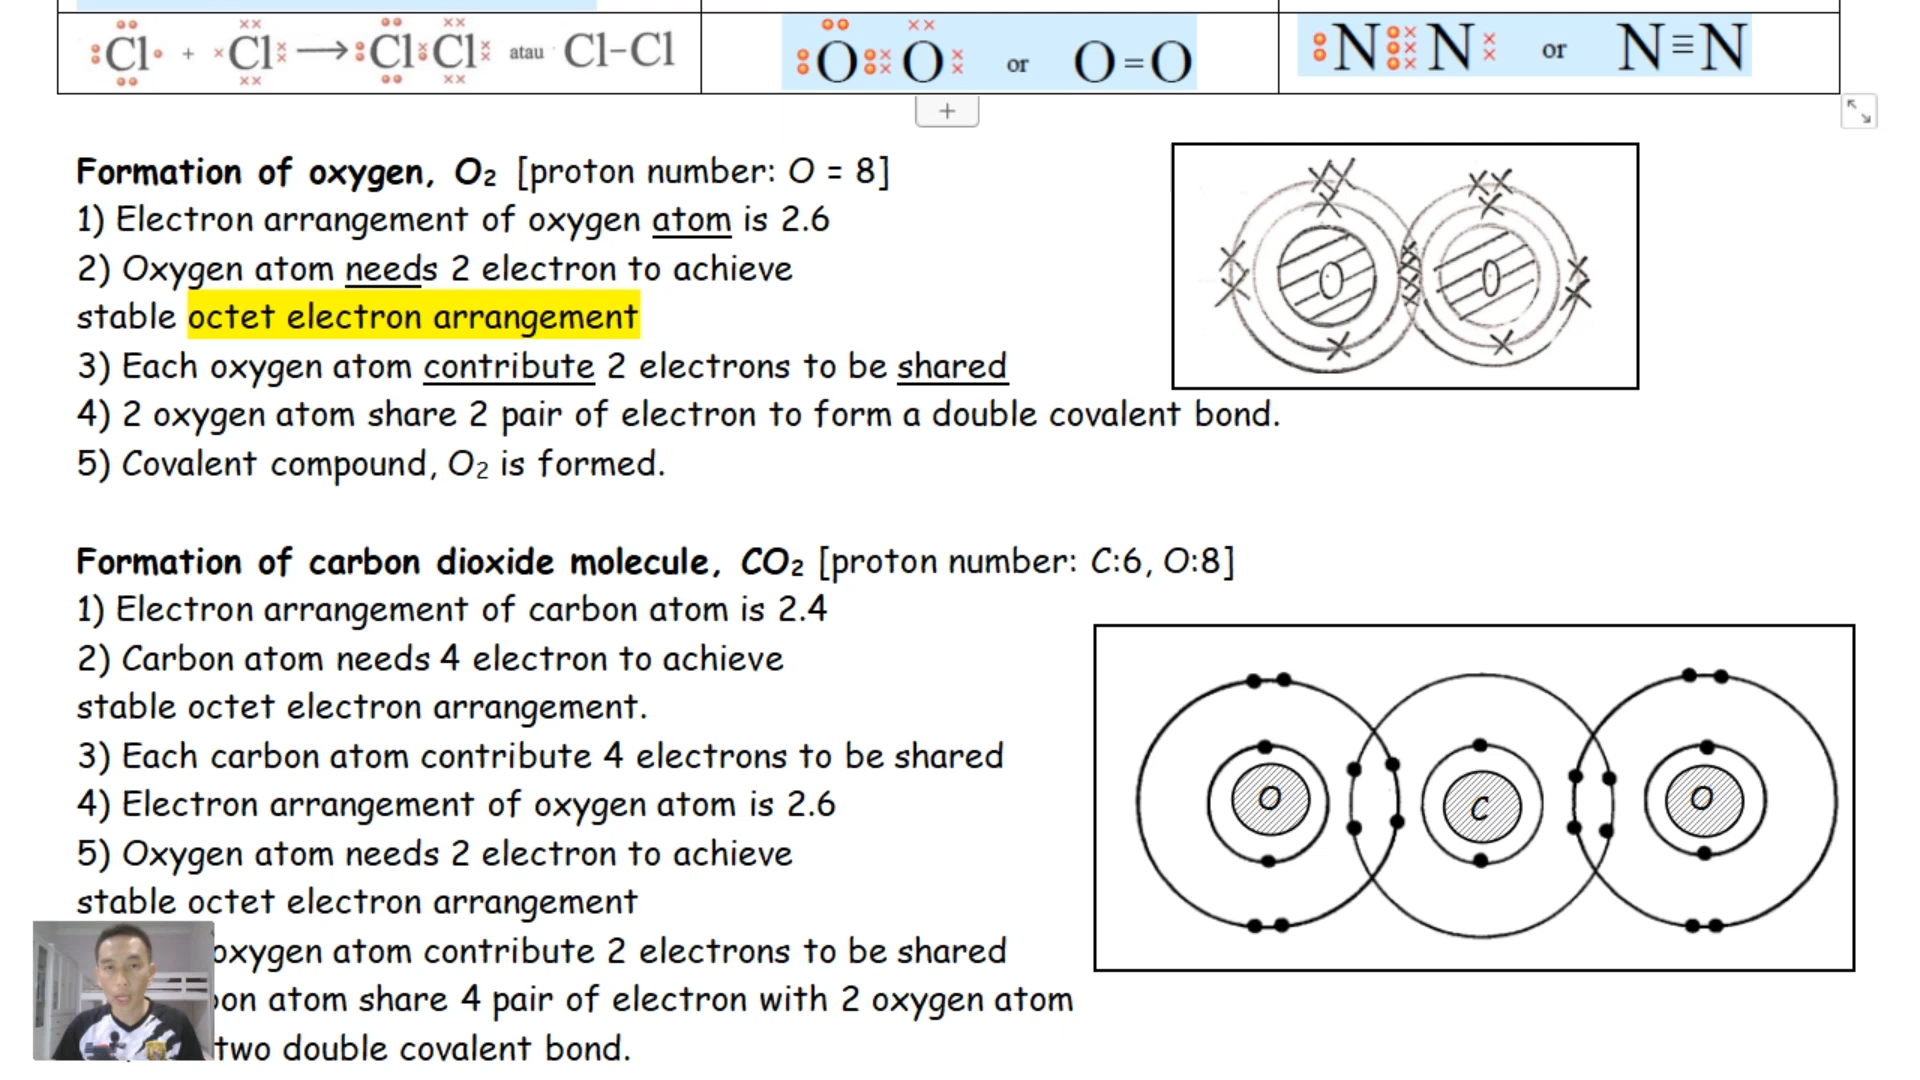 Cl + Cl → Cl Cl atau Cl–Cl
O O or O=O
N N or N≡N
+
Formation of oxygen, O₂ [proton number: O = 8]
1) Electron arrangement of oxygen atom is 2.6
2) Oxygen atom needs 2 electron to achieve
stable octet electron arrangement
3) Each oxygen atom contribute 2 electrons to be shared
4) 2 oxygen atom share 2 pair of electron to form a double covalent bond.
5) Covalent compound, O₂ is formed.
O O
Formation of carbon dioxide molecule, CO₂ [proton number: C:6, O:8]
1) Electron arrangement of carbon atom is 2.4
2) Carbon atom needs 4 electron to achieve
stable octet electron arrangement.
3) Each carbon atom contribute 4 electrons to be shared
4) Electron arrangement of oxygen atom is 2.6
5) Oxygen atom needs 2 electron to achieve
stable octet electron arrangement
oxygen atom contribute 2 electrons to be shared
atom share 4 pair of electron with 2 oxygen atom
two double covalent bond.
O C O